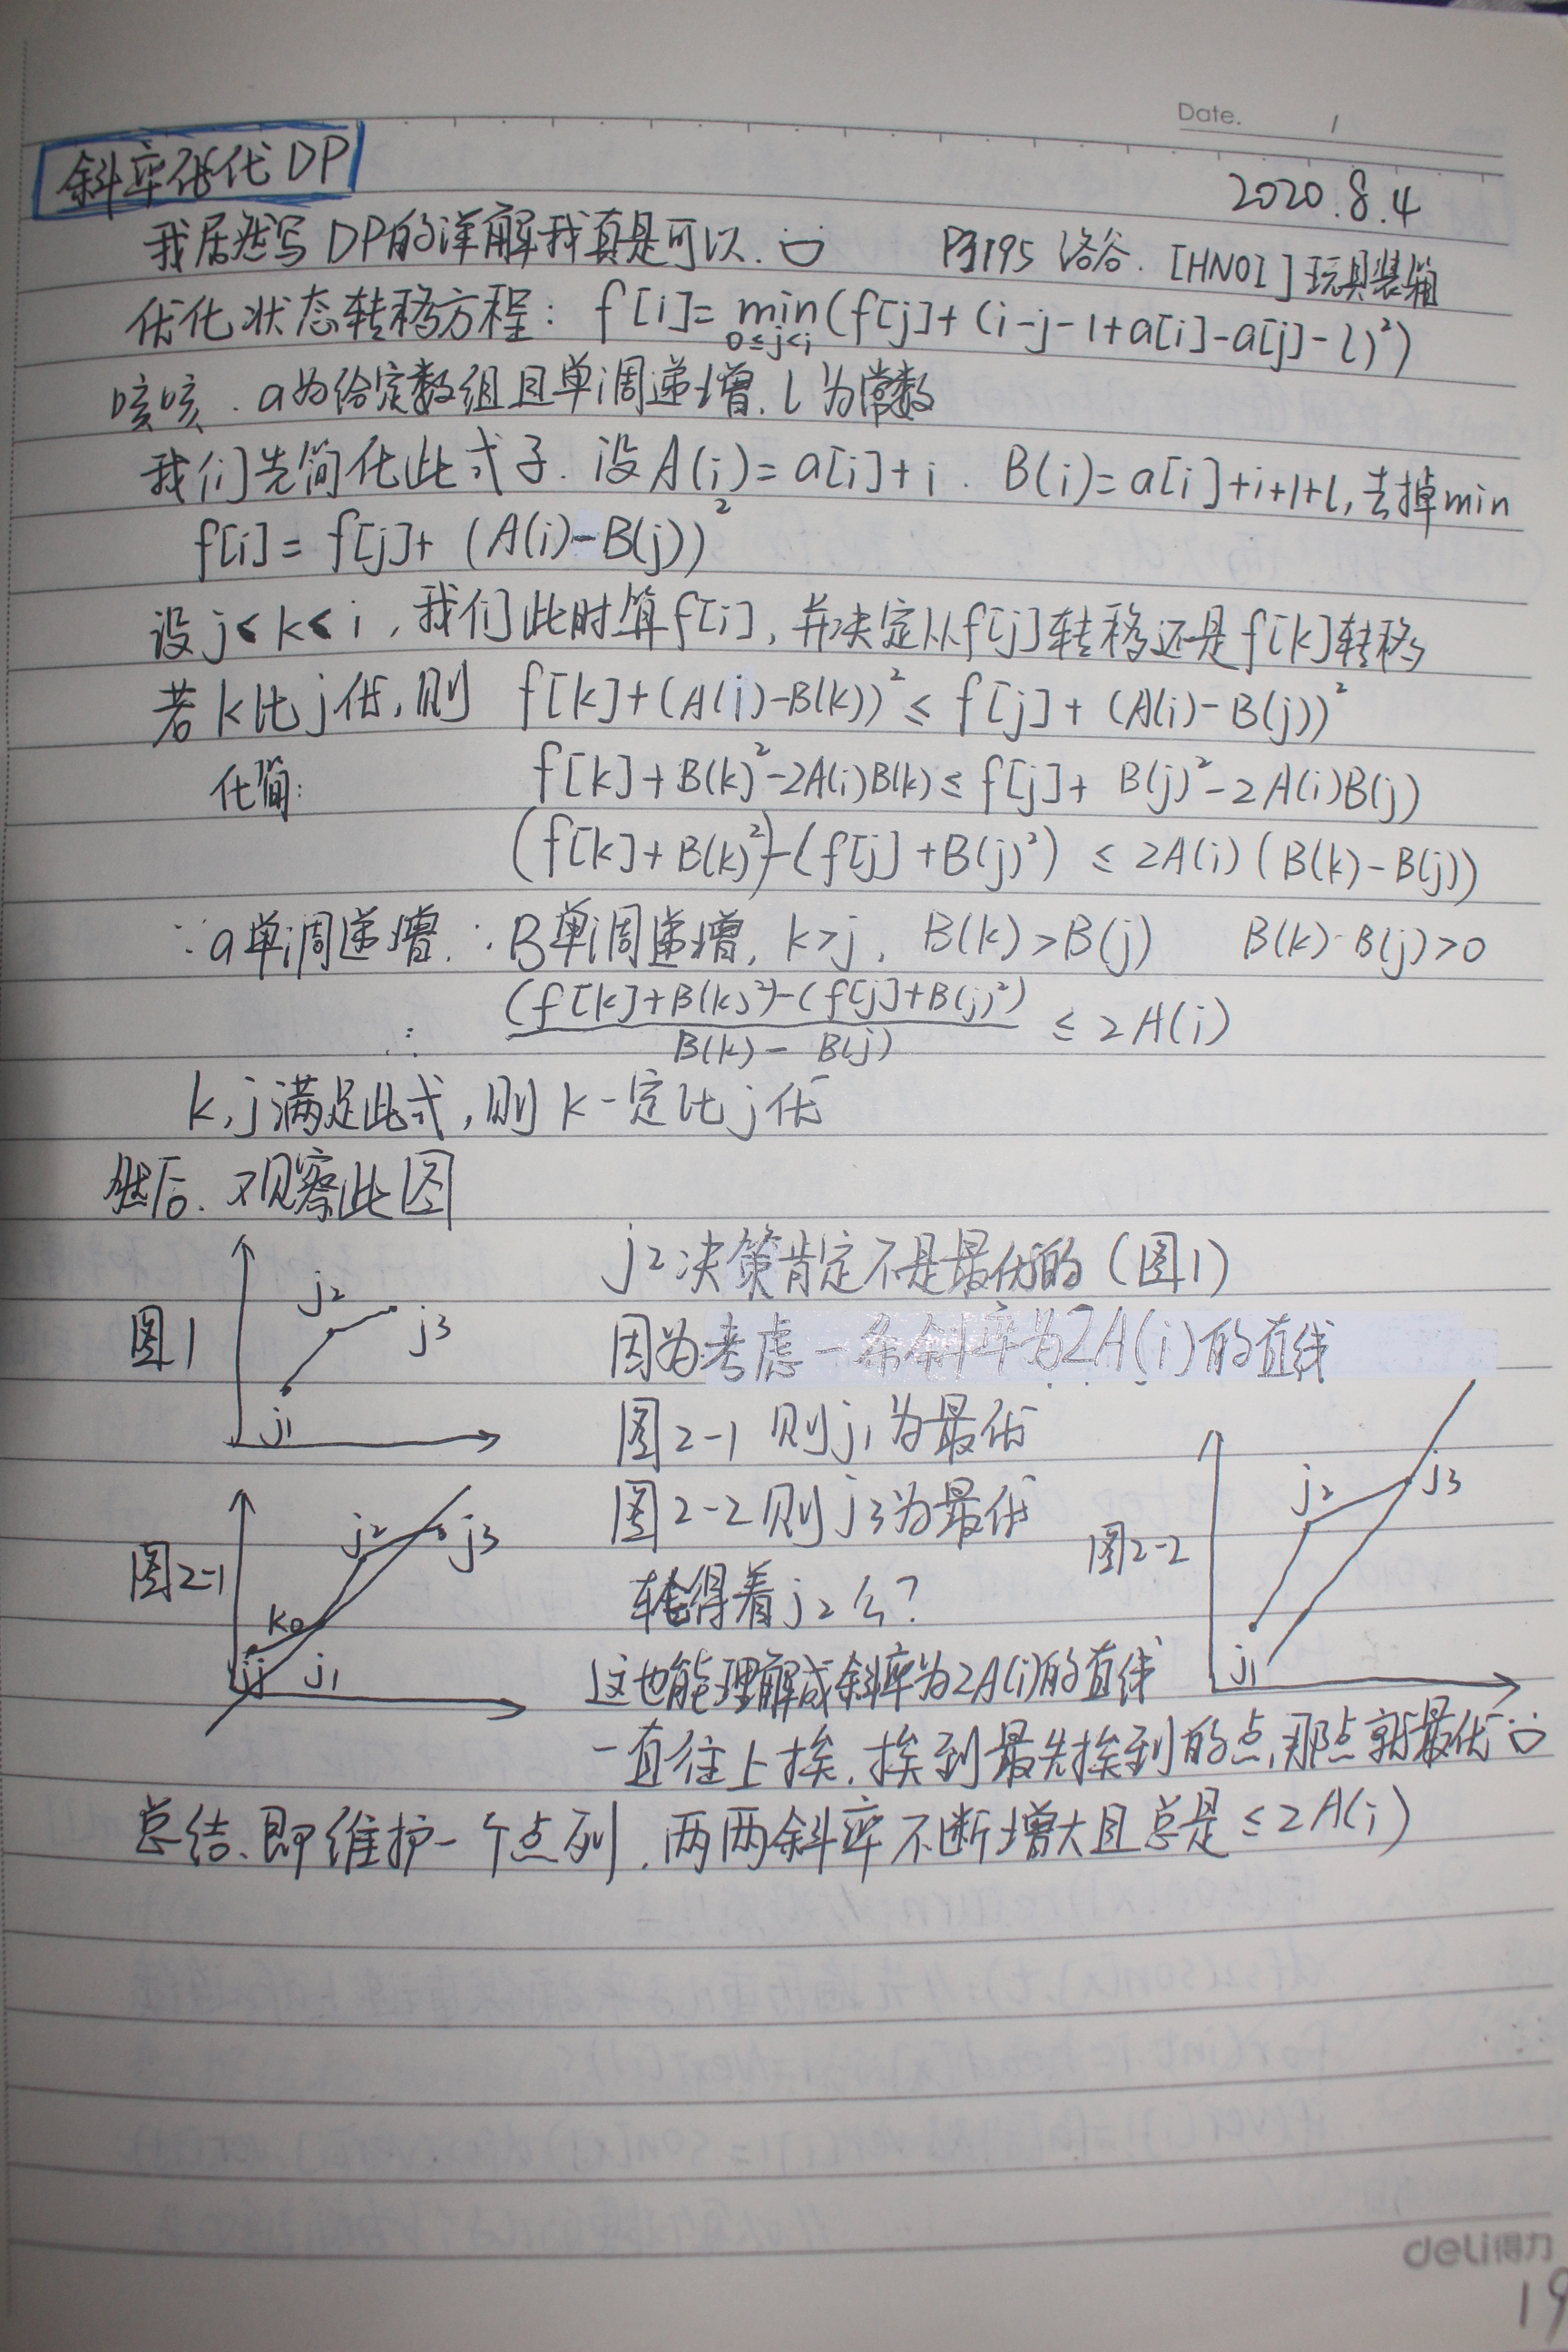 Date.
斜率优化DP
2020.8.4
我居然写DP的详解我真是可以.
P3195 洛谷. [HNOI]玩具装箱
优化状态转移方程: f[i]= min(f[j]+(i-j-1+a[i]-a[j]-l)²)
0≤j<i
咳咳.a为给定数组且单调递增.l为常数
我们先简化此式子.设A(i)=a[i]+i. B(i)=a[i]+i+1+l,去掉min
f[i]=f[j]+(A(i)-B(j))²
设j<k<i,我们此时算f[i],并决定从f[j]转移还是f[k]转移
若k比j优,则 f[k]+(A(i)-B(k))²≤f[j]+(A(i)-B(j))²
化简: f[k]+B(k)²-2A(i)B(k)≤f[j]+B(j)²-2A(i)B(j)
(f[k]+B(k)²)-(f[j]+B(j)²)≤2A(i)(B(k)-B(j))
∵a单调递增.∴B单调递增, k>j, B(k)>B(j) B(k)-B(j)>0
∴ (f[k]+B(k)²)-(f[j]+B(j)²) / B(k)-B(j) ≤2A(i)
k,j满足此式,则k一定比j优
然后.观察此图
图1
j1
j2
j3
j2决策肯定不是最优的(图1)
因为考虑一条斜率为2A(i)的直线
图2-1 则j1为最优
图2-2则j3为最优
轮得着j2么?
图2-1
k0
j1
j2
j3
图2-2
j1
j2
j3
这也能理解成斜率为2A(i)的直线
一直往上挨,挨到最先挨到的点,那点就最优
总结.即维护一个点列,两两斜率不断增大且总是≤2A(i)
deli得力
19